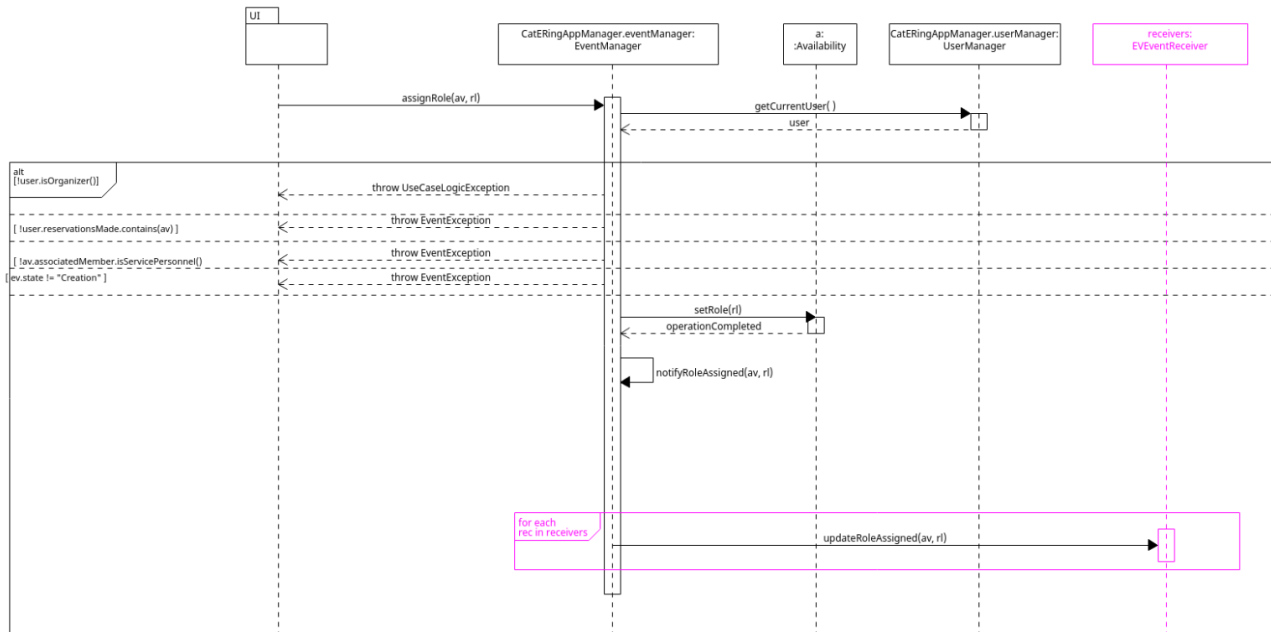 UI
CatERingAppManager.eventManager:
EventManager
a:
:Availability
CatERingAppManager.userManager:
UserManager
receivers:
EVEventReceiver
assignRole(av, rl)
getCurrentUser( )
user
alt
[!user.isOrganizer()]
throw UseCaseLogicException
throw EventException
[ !user.reservationsMade.contains(av) ]
throw EventException
[ !av.associatedMember.isServicePersonnel()
[ ev.state != "Creation" ]
throw EventException
setRole(rl)
operationCompleted
notifyRoleAssigned(av, rl)
for each
rec in receivers
updateRoleAssigned(av, rl)